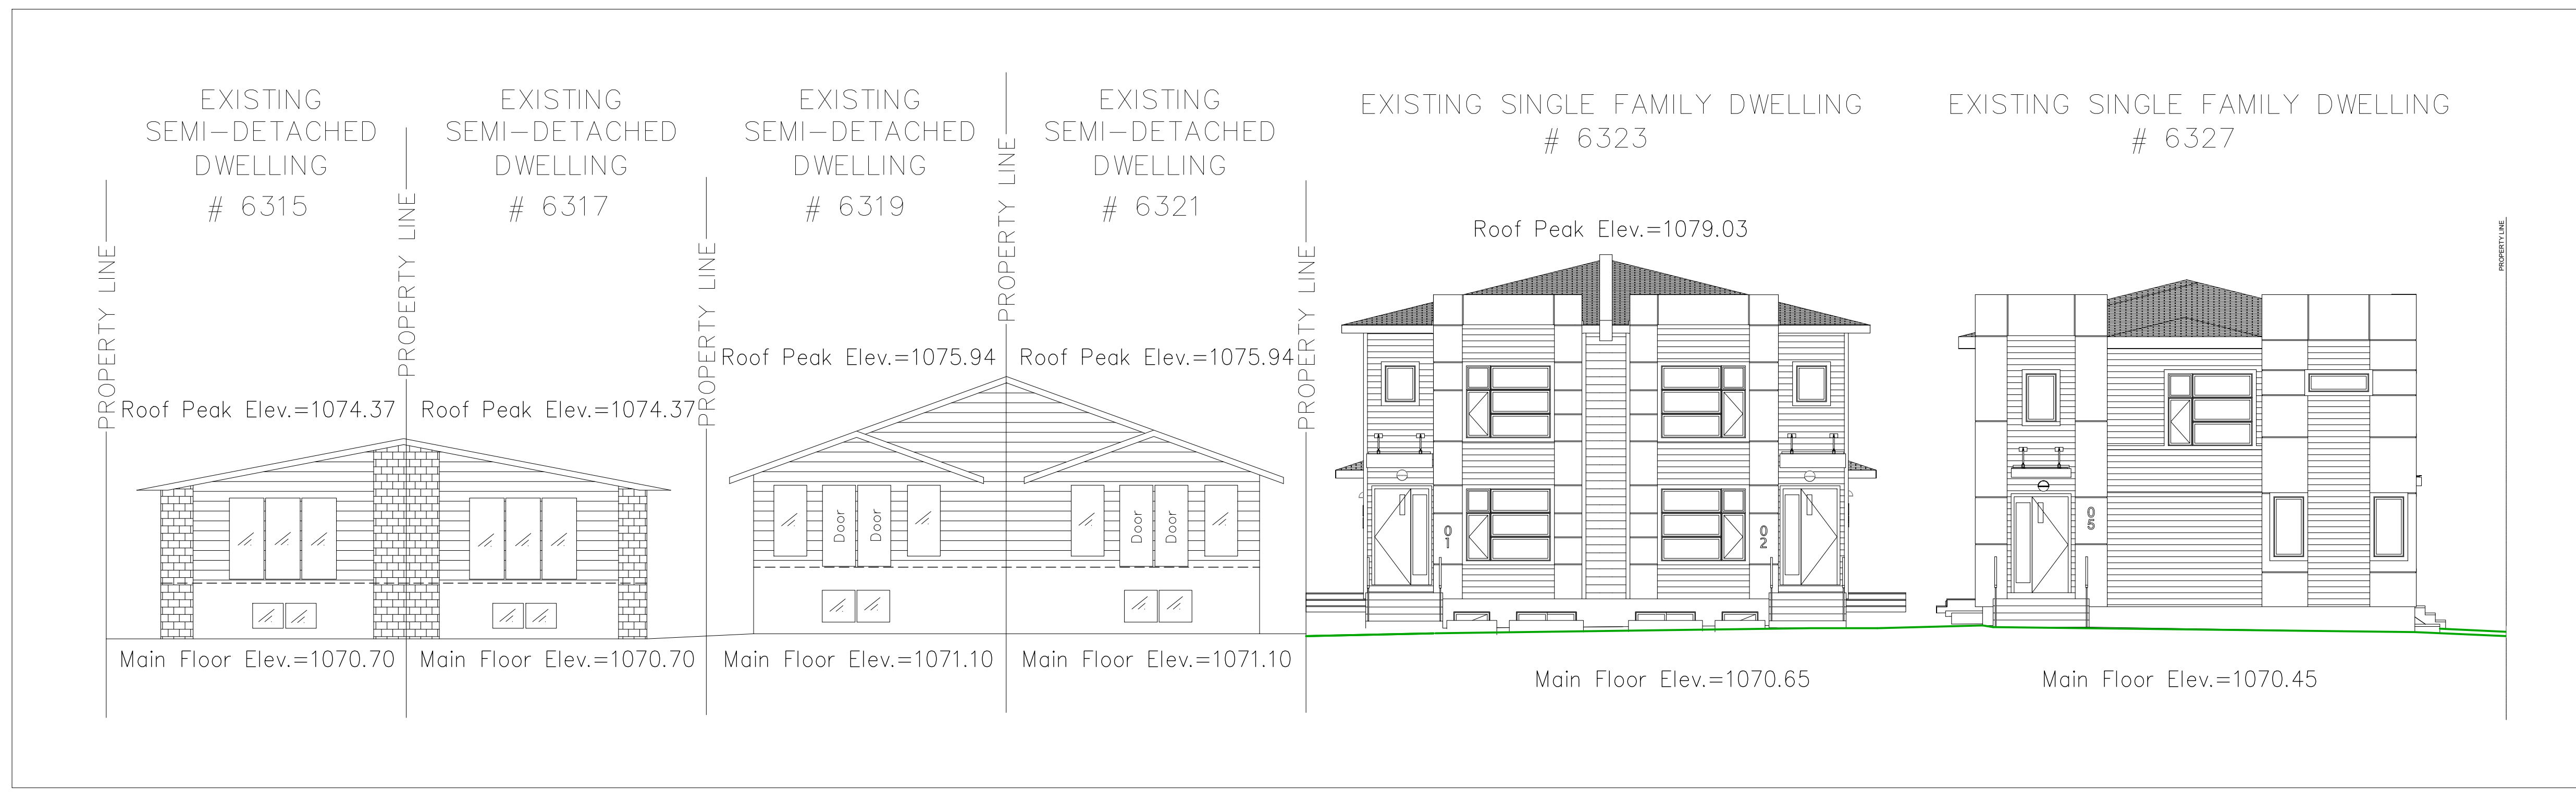 EXISTING
SEMI-DETACHED
DWELLING
# 6315
EXISTING
SEMI-DETACHED
DWELLING
# 6317
EXISTING
SEMI-DETACHED
DWELLING
# 6319
EXISTING
SEMI-DETACHED
DWELLING
# 6321
EXISTING SINGLE FAMILY DWELLING
# 6323
EXISTING SINGLE FAMILY DWELLING
# 6327
PROPERTY LINE
PROPERTY LINE
PROPERTY LINE
PROPERTY LINE
PROPERTY LINE
PROPERTY LINE
Roof Peak Elev.=1074.37
Roof Peak Elev.=1074.37
Roof Peak Elev.=1075.94
Roof Peak Elev.=1075.94
Roof Peak Elev.=1079.03
Door
Door
Door
Door
01
02
05
Main Floor Elev.=1070.70
Main Floor Elev.=1070.70
Main Floor Elev.=1071.10
Main Floor Elev.=1071.10
Main Floor Elev.=1070.65
Main Floor Elev.=1070.45